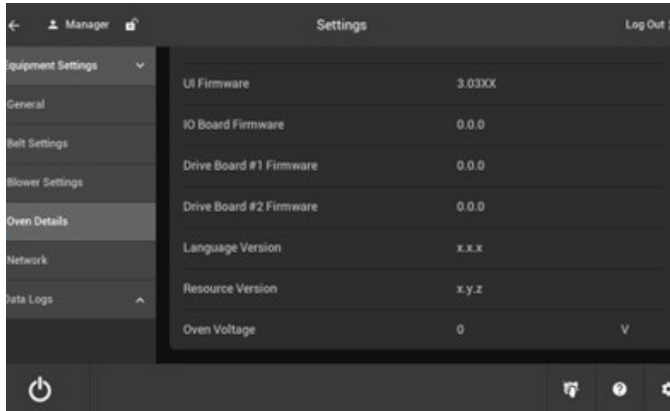 Manager
Settings
Log Out
Equipment Settings
General
Belt Settings
Blower Settings
Oven Details
Network
Data Logs
UI Firmware 3.03XX
IO Board Firmware 0.0.0
Drive Board #1 Firmware 0.0.0
Drive Board #2 Firmware 0.0.0
Language Version x.x.x
Resource Version x.y.z
Oven Voltage 0 V